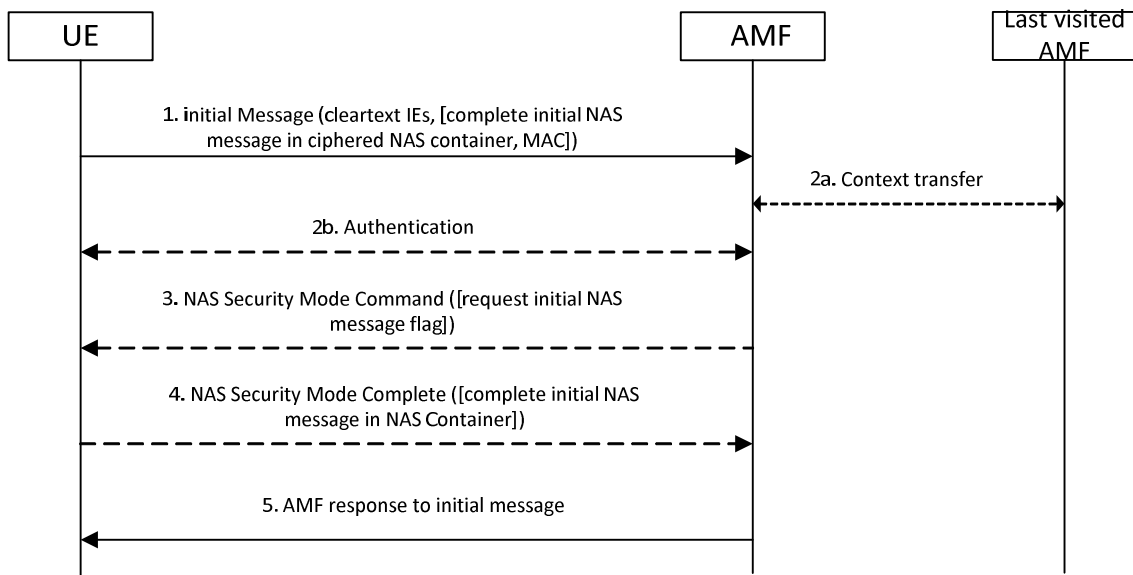 UE
AMF
Last visited
AMF
1. initial Message (cleartext IEs, [complete initial NAS
message in ciphered NAS container, MAC])
2a. Context transfer
2b. Authentication
3. NAS Security Mode Command ([request initial NAS
message flag])
4. NAS Security Mode Complete ([complete initial NAS
message in NAS Container])
5. AMF response to initial message